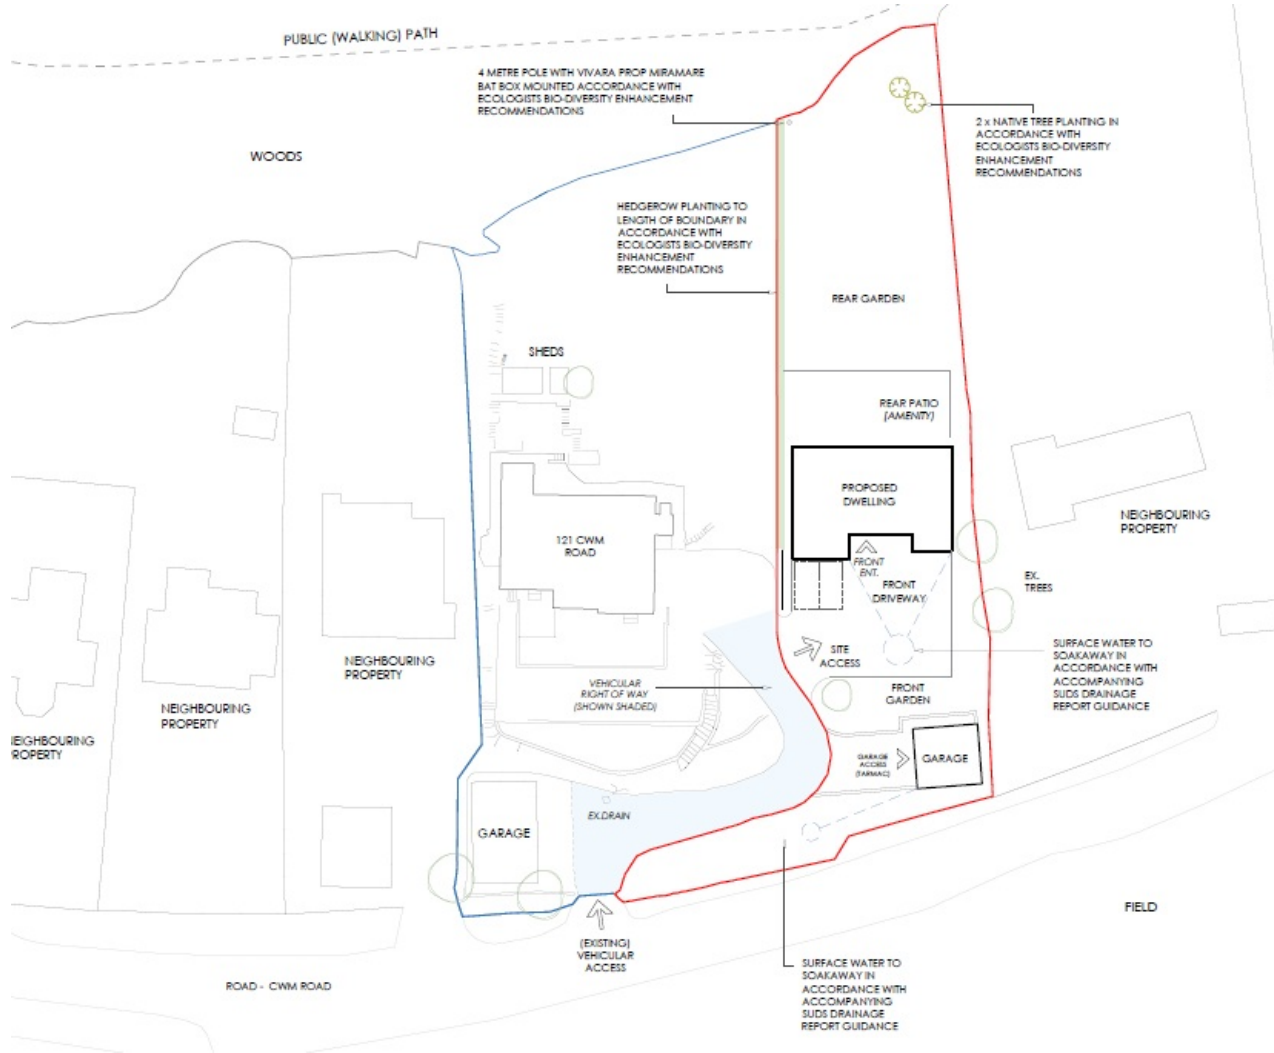 PUBLIC (WALKING) PATH
4 METRE POLE WITH VIVARA PROP MIRAMARE
BAT BOX MOUNTED ACCORDANCE WITH
ECOLOGISTS BIO-DIVERSITY ENHANCEMENT
RECOMMENDATIONS
2 x NATIVE TREE PLANTING IN
ACCORDANCE WITH
ECOLOGISTS BIO-DIVERSITY
ENHANCEMENT
RECOMMENDATIONS
WOODS
HEDGEROW PLANTING TO
LENGTH OF BOUNDARY IN
ACCORDANCE WITH
ECOLOGISTS BIO-DIVERSITY
ENHANCEMENT
RECOMMENDATIONS
REAR GARDEN
SHEDS
REAR PATIO
(AMENITY)
PROPOSED
DWELLING
NEIGHBOURING
PROPERTY
121 CWM
ROAD
FRONT
ENT.
FRONT
DRIVEWAY
EX.
TREES
SITE
ACCESS
SURFACE WATER TO
SOAKAWAY IN
ACCORDANCE WITH
ACCOMPANYING
SUDS DRAINAGE
REPORT GUIDANCE
NEIGHBOURING
PROPERTY
VEHICULAR
RIGHT OF WAY
(SHOWN SHADED)
FRONT
GARDEN
NEIGHBOURING
PROPERTY
EIGHBOURING
ROPERTY
GARAGE
ACCESS
(TARMAC)
GARAGE
GARAGE
EX.DRAIN
FIELD
(EXISTING)
VEHICULAR
ACCESS
SURFACE WATER TO
SOAKAWAY IN
ACCORDANCE WITH
ACCOMPANYING
SUDS DRAINAGE
REPORT GUIDANCE
ROAD - CWM ROAD